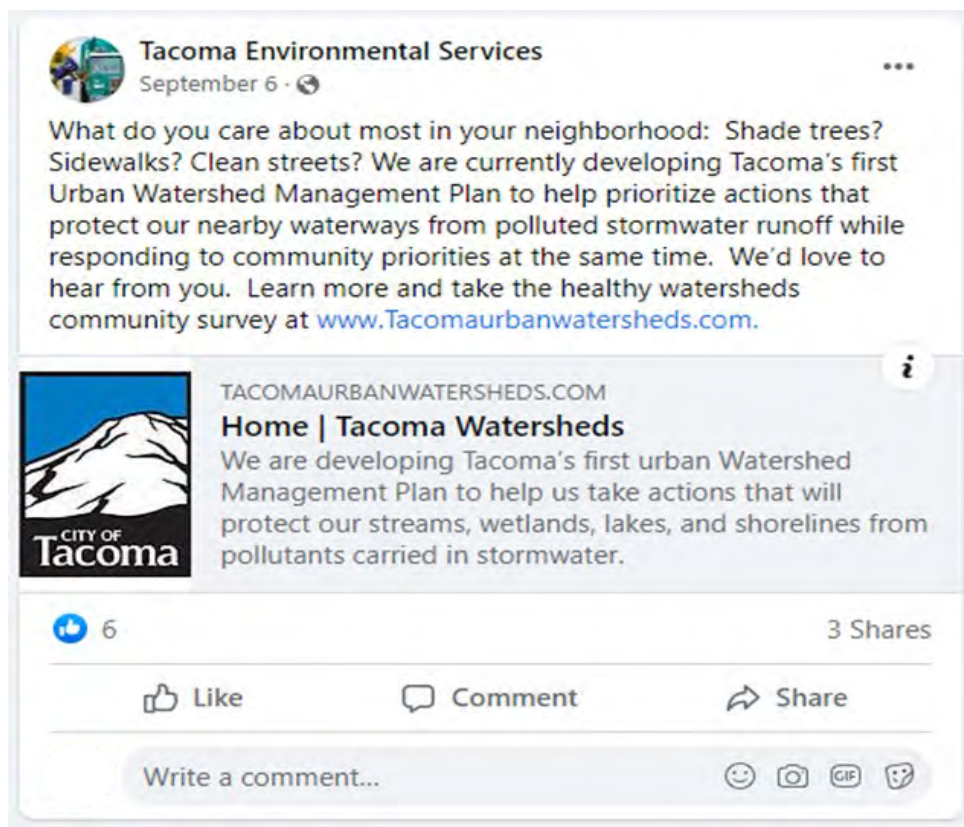 Tacoma Environmental Services
September 6 ·
What do you care about most in your neighborhood:  Shade trees?
Sidewalks? Clean streets? We are currently developing Tacoma's first
Urban Watershed Management Plan to help prioritize actions that
protect our nearby waterways from polluted stormwater runoff while
responding to community priorities at the same time.  We'd love to
hear from you.  Learn more and take the healthy watersheds
community survey at www.Tacomaurbanwatersheds.com.
i
TACOMAURBANWATERSHEDS.COM
Home | Tacoma Watersheds
We are developing Tacoma's first urban Watershed
Management Plan to help us take actions that will
protect our streams, wetlands, lakes, and shorelines from
pollutants carried in stormwater.
CITY OF
Tacoma
6
3 Shares
Like
Comment
Share
Write a comment...
GIF